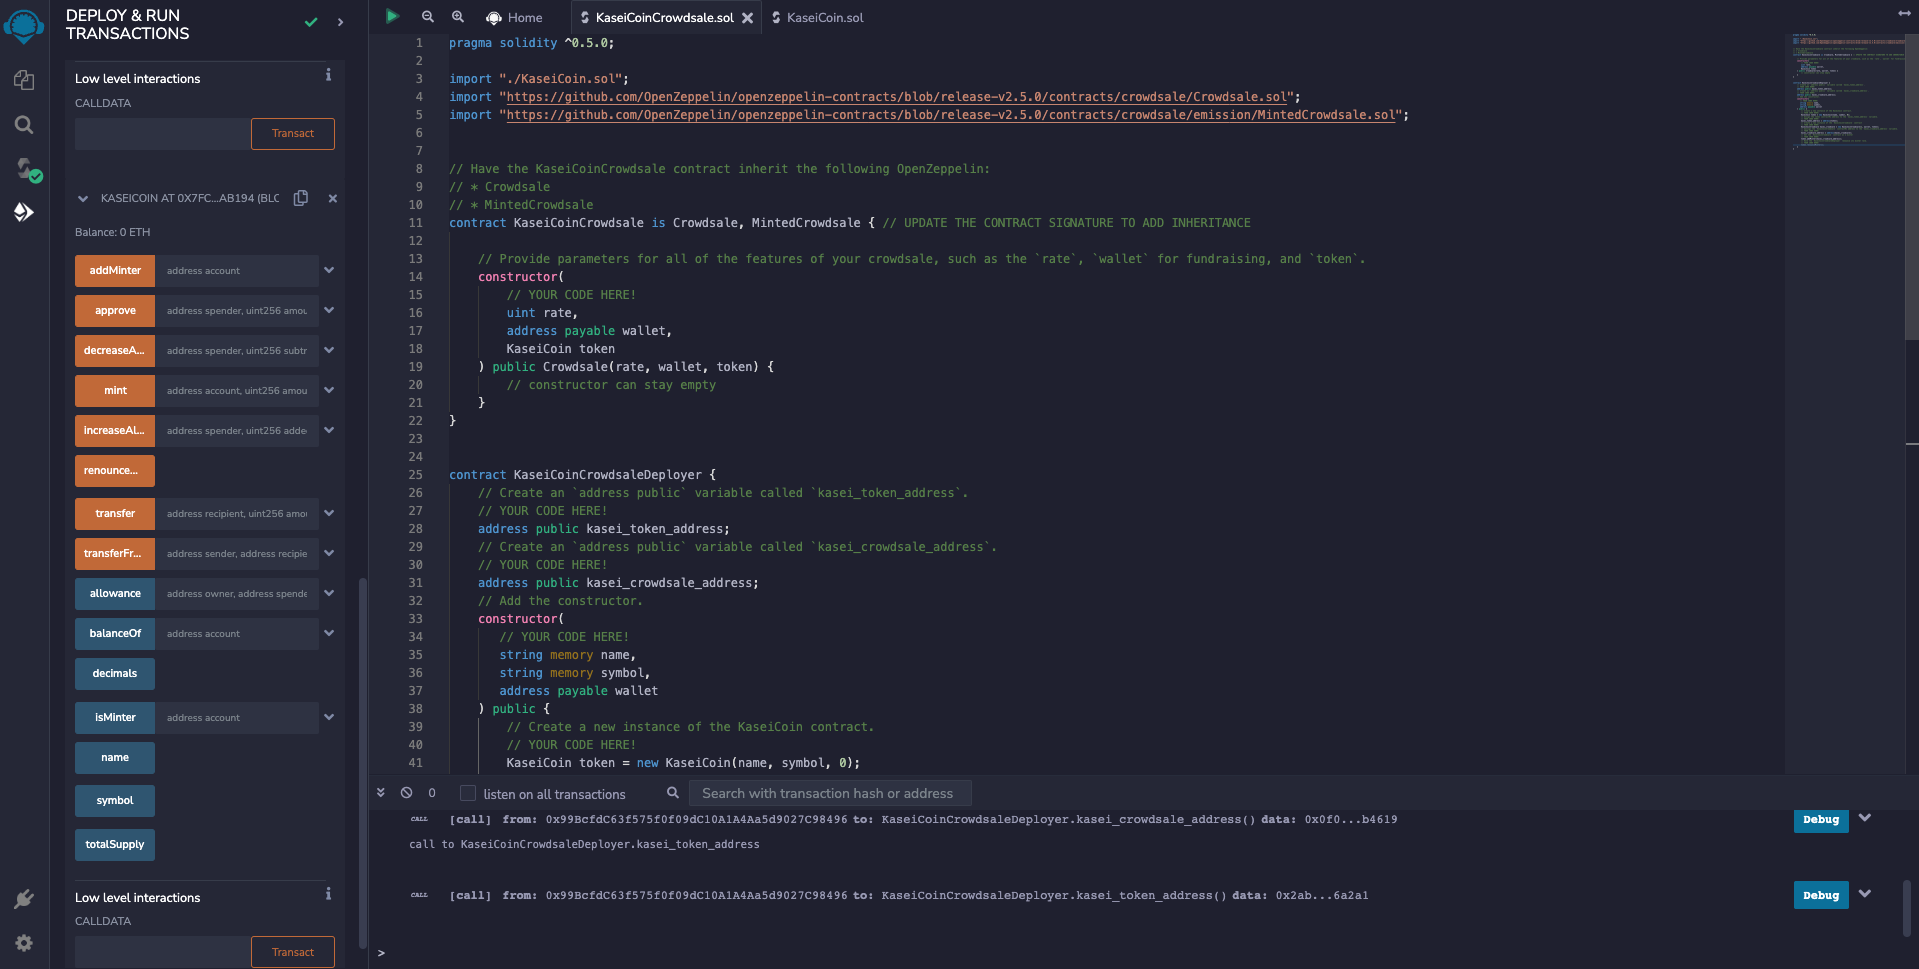 DEPLOY & RUN
TRANSACTIONS
Low level interactions
CALLDATA
Transact
KASEICOIN AT 0X7FC...AB194 (BLC
Balance: 0 ETH
addMinter address account
approve address spender, uint256 amou
decreaseA... address spender, uint256 subtr
mint address account, uint256 amou
increaseAl... address spender, uint256 adde
renounce...
transfer address recipient, uint256 amou
transferFr... address sender, address recipie
allowance address owner, address spende
balanceOf address account
decimals
isMinter address account
name
symbol
totalSupply
Low level interactions
CALLDATA
Transact
Home KaseiCoinCrowdsale.sol KaseiCoin.sol
1 pragma solidity ^0.5.0;
2
3 import "./KaseiCoin.sol";
4 import "https://github.com/OpenZeppelin/openzeppelin-contracts/blob/release-v2.5.0/contracts/crowdsale/Crowdsale.sol";
5 import "https://github.com/OpenZeppelin/openzeppelin-contracts/blob/release-v2.5.0/contracts/crowdsale/emission/MintedCrowdsale.sol";
6
7
8 // Have the KaseiCoinCrowdsale contract inherit the following OpenZeppelin:
9 // * Crowdsale
10 // * MintedCrowdsale
11 contract KaseiCoinCrowdsale is Crowdsale, MintedCrowdsale { // UPDATE THE CONTRACT SIGNATURE TO ADD INHERITANCE
12
13 // Provide parameters for all of the features of your crowdsale, such as the `rate`, `wallet` for fundraising, and `token`.
14 constructor(
15 // YOUR CODE HERE!
16 uint rate,
17 address payable wallet,
18 KaseiCoin token
19 ) public Crowdsale(rate, wallet, token) {
20 // constructor can stay empty
21 }
22 }
23
24
25 contract KaseiCoinCrowdsaleDeployer {
26 // Create an `address public` variable called `kasei_token_address`.
27 // YOUR CODE HERE!
28 address public kasei_token_address;
29 // Create an `address public` variable called `kasei_crowdsale_address`.
30 // YOUR CODE HERE!
31 address public kasei_crowdsale_address;
32 // Add the constructor.
33 constructor(
34 // YOUR CODE HERE!
35 string memory name,
36 string memory symbol,
37 address payable wallet
38 ) public {
39 // Create a new instance of the KaseiCoin contract.
40 // YOUR CODE HERE!
41 KaseiCoin token = new KaseiCoin(name, symbol, 0);
0 listen on all transactions Search with transaction hash or address
CALL [call] from: 0x99BcfdC63f575f0f09dC10A1A4Aa5d9027C98496 to: KaseiCoinCrowdsaleDeployer.kasei_crowdsale_address() data: 0x0f0...b4619 Debug
call to KaseiCoinCrowdsaleDeployer.kasei_token_address
CALL [call] from: 0x99BcfdC63f575f0f09dC10A1A4Aa5d9027C98496 to: KaseiCoinCrowdsaleDeployer.kasei_token_address() data: 0x2ab...6a2a1 Debug
>